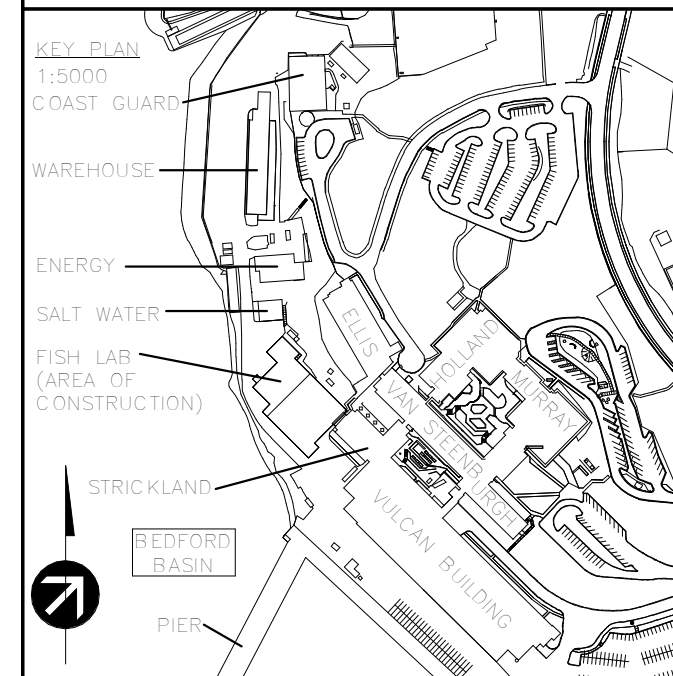 KEY PLAN
1:5000
COAST GUARD
WAREHOUSE
ENERGY
SALT WATER
FISH LAB
(AREA OF
CONSTRUCTION)
ELLIS
HOLLAND
MURRAY
VAN STEENBURGH
STRICKLAND
VULCAN BUILDING
BEDFORD
BASIN
PIER